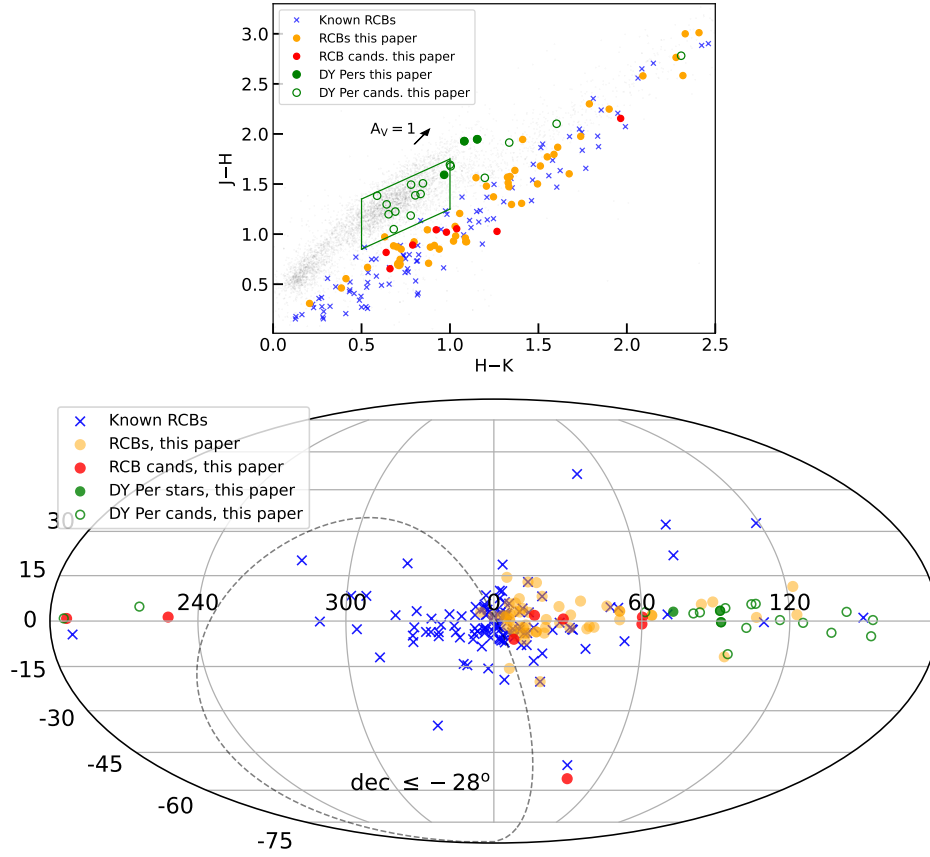 3.0
2.5
2.0
1.5
1.0
0.5
J−H
Known RCBs
RCBs this paper
RCB cands. this paper
DY Pers this paper
DY Per cands. this paper
A_V = 1
0.0 0.5 1.0 1.5 2.0 2.5
H−K
Known RCBs
RCBs, this paper
RCB cands, this paper
DY Per stars, this paper
DY Per cands, this paper
30
15
240 300 0 60 120
0
-15
-30
-45
-60
-75
dec ≤ −28°